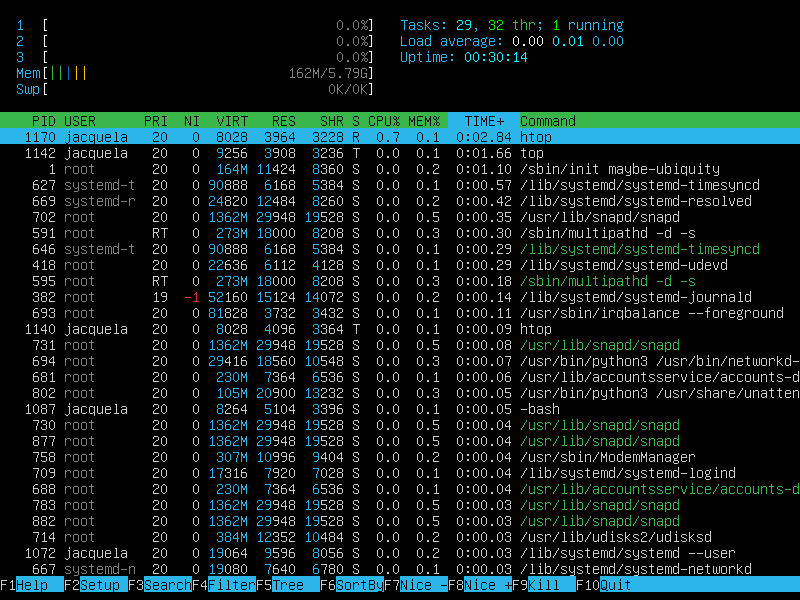 1 [ 0.0%] Tasks: 29, 32 thr; 1 running
2 [ 0.0%] Load average: 0.00 0.01 0.00
3 [ 0.0%] Uptime: 00:30:14
Mem[||||| 162M/5.79G]
Swp[ 0K/0K]
PID USER PRI NI VIRT RES SHR S CPU% MEM% TIME+ Command
1170 jacquela 20 0 8028 3964 3228 R 0.7 0.1 0:02.84 htop
1142 jacquela 20 0 9256 3908 3236 T 0.0 0.1 0:01.66 top
1 root 20 0 164M 11424 8360 S 0.0 0.2 0:01.10 /sbin/init maybe-ubiquity
627 systemd-t 20 0 90888 6168 5384 S 0.0 0.1 0:00.57 /lib/systemd/systemd-timesyncd
669 systemd-r 20 0 24820 12484 8260 S 0.0 0.2 0:00.42 /lib/systemd/systemd-resolved
702 root 20 0 1362M 29948 19528 S 0.0 0.5 0:00.35 /usr/lib/snapd/snapd
591 root RT 0 273M 18000 8208 S 0.0 0.3 0:00.30 /sbin/multipathd -d -s
646 systemd-t 20 0 90888 6168 5384 S 0.0 0.1 0:00.29 /lib/systemd/systemd-timesyncd
418 root 20 0 22636 6112 4128 S 0.0 0.1 0:00.29 /lib/systemd/systemd-udevd
595 root RT 0 273M 18000 8208 S 0.0 0.3 0:00.18 /sbin/multipathd -d -s
382 root 19 -1 52160 15124 14072 S 0.0 0.2 0:00.14 /lib/systemd/systemd-journald
693 root 20 0 81828 3732 3432 S 0.0 0.1 0:00.11 /usr/sbin/irqbalance --foreground
1140 jacquela 20 0 8028 4096 3364 T 0.0 0.1 0:00.09 htop
731 root 20 0 1362M 29948 19528 S 0.0 0.5 0:00.08 /usr/lib/snapd/snapd
694 root 20 0 29416 18560 10548 S 0.0 0.3 0:00.07 /usr/bin/python3 /usr/bin/networkd-
681 root 20 0 230M 7364 6536 S 0.0 0.1 0:00.06 /usr/lib/accountsservice/accounts-d
802 root 20 0 105M 20900 13232 S 0.0 0.3 0:00.05 /usr/bin/python3 /usr/share/unatten
1087 jacquela 20 0 8264 5104 3396 S 0.0 0.1 0:00.05 -bash
730 root 20 0 1362M 29948 19528 S 0.0 0.5 0:00.04 /usr/lib/snapd/snapd
877 root 20 0 1362M 29948 19528 S 0.0 0.5 0:00.04 /usr/lib/snapd/snapd
758 root 20 0 307M 10996 9404 S 0.0 0.2 0:00.04 /usr/sbin/ModemManager
709 root 20 0 17316 7920 7028 S 0.0 0.1 0:00.04 /lib/systemd/systemd-logind
688 root 20 0 230M 7364 6536 S 0.0 0.1 0:00.04 /usr/lib/accountsservice/accounts-d
783 root 20 0 1362M 29948 19528 S 0.0 0.5 0:00.03 /usr/lib/snapd/snapd
882 root 20 0 1362M 29948 19528 S 0.0 0.5 0:00.03 /usr/lib/snapd/snapd
714 root 20 0 384M 12352 10484 S 0.0 0.2 0:00.03 /usr/lib/udisks2/udisksd
1072 jacquela 20 0 19064 9596 8056 S 0.0 0.2 0:00.03 /lib/systemd/systemd --user
667 systemd-n 20 0 19080 7640 6780 S 0.0 0.1 0:00.03 /lib/systemd/systemd-networkd
F1Help F2Setup F3SearchF4FilterF5Tree F6SortByF7Nice -F8Nice +F9Kill F10Quit